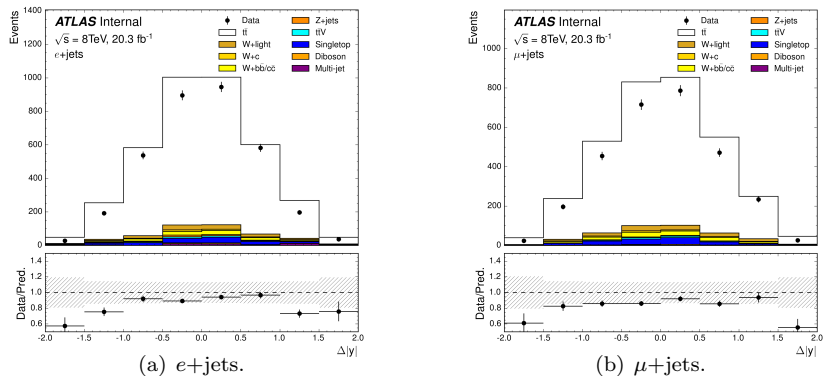 ATLAS Internal
√s = 8TeV, 20.3 fb⁻¹
e+jets
Data
tt̄
W+light
W+c
W+bb̄/cc̄
Z+jets
tt̄V
Singletop
Diboson
Multi-jet
Events
1400
1200
1000
800
600
400
200
0
Data/Pred.
1.4
1.2
1.0
0.8
0.6
-2.0 -1.5 -1.0 -0.5 0.0 0.5 1.0 1.5 2.0
Δ|y|
(a) e+jets.
ATLAS Internal
√s = 8TeV, 20.3 fb⁻¹
μ+jets
Data
tt̄
W+light
W+c
W+bb̄/cc̄
Z+jets
tt̄V
Singletop
Diboson
Multi-jet
Events
1000
800
600
400
200
0
Data/Pred.
1.4
1.2
1.0
0.8
0.6
-2.0 -1.5 -1.0 -0.5 0.0 0.5 1.0 1.5 2.0
Δ|y|
(b) μ+jets.